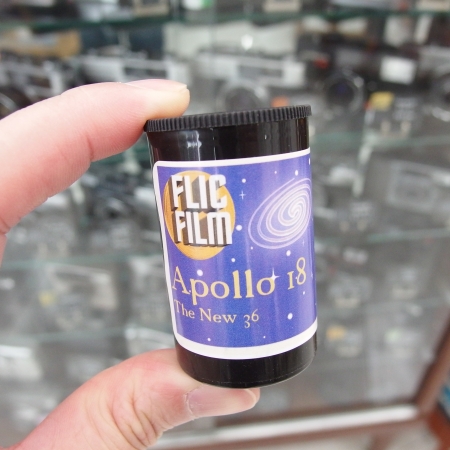 FLIC
FILM
Apollo 18
The New 36